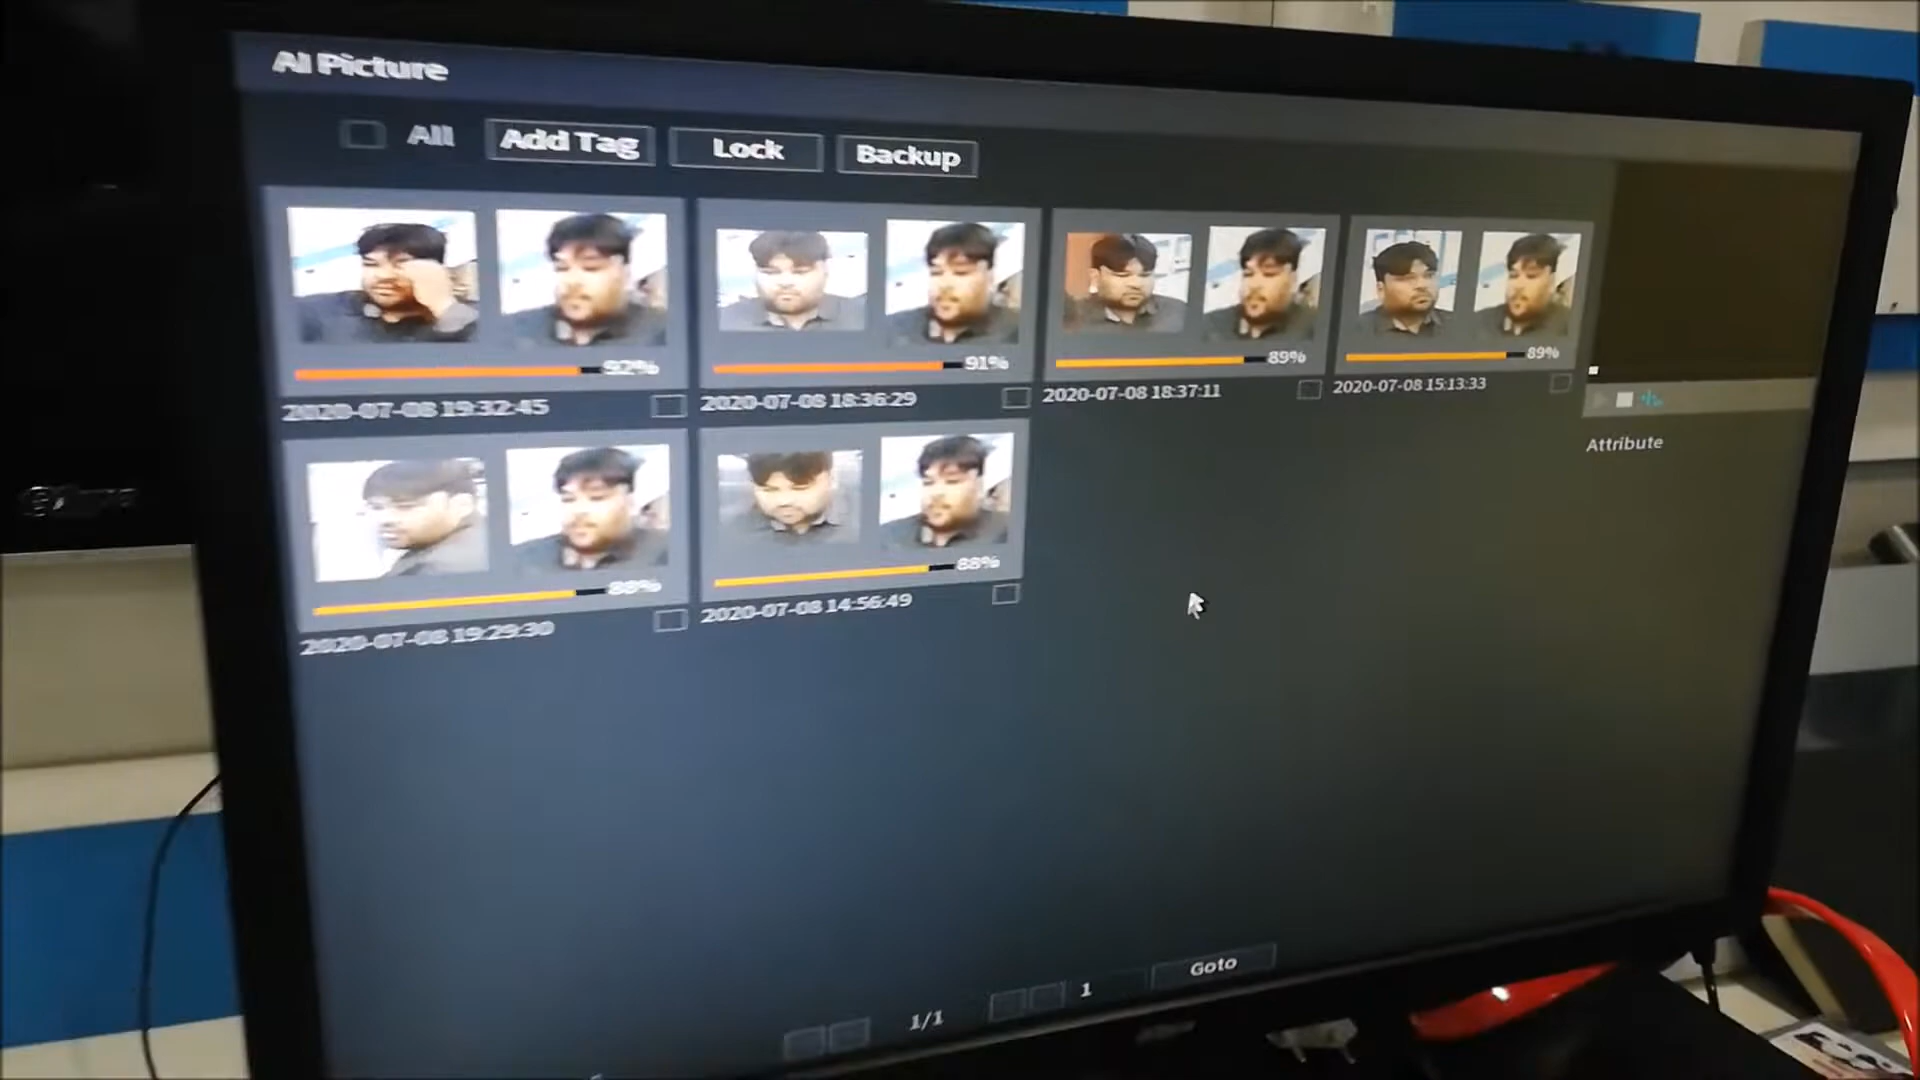 AI Picture
All Add Tag Lock Backup
92% 91% 89% 89%
2020-07-08 19:32:45 2020-07-08 18:36:29 2020-07-08 18:37:11 2020-07-08 15:13:33
Attribute
88% 88%
2020-07-08 19:29:30 2020-07-08 14:56:49
1/1 1 Goto